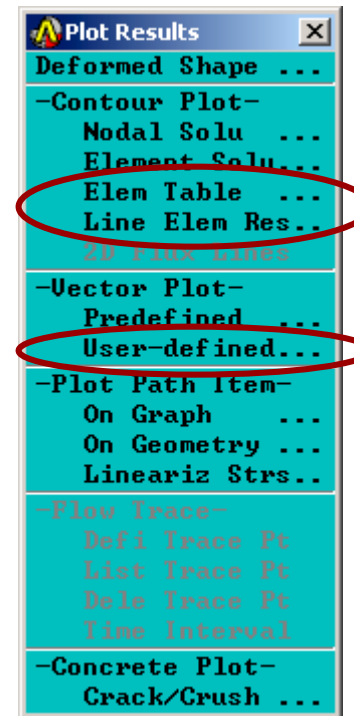 Plot Results
Deformed Shape ...
-Contour Plot-
Nodal Solu ...
Element Solu...
Elem Table ...
Line Elem Res..
2D Flux Lines
-Vector Plot-
Predefined ...
User-defined...
-Plot Path Item-
On Graph ...
On Geometry ...
Lineariz Strs..
-Flow Trace-
Defi Trace Pt
List Trace Pt
Dele Trace Pt
Time Interval
-Concrete Plot-
Crack/Crush ...